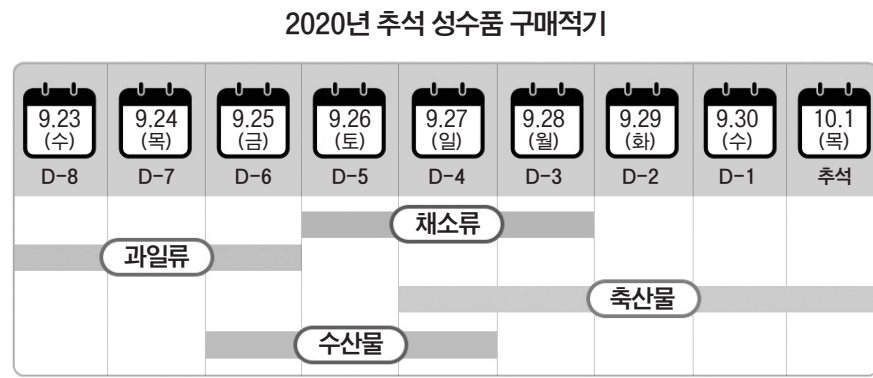 2020년 추석 성수품 구매적기
9.23 9.24 9.25 9.26 9.27 9.28 9.29 9.30 10.1
(수) (목) (금) (토) (일) (월) (화) (수) (목)
D-8 D-7 D-6 D-5 D-4 D-3 D-2 D-1 추석
채소류
과일류
축산물
수산물